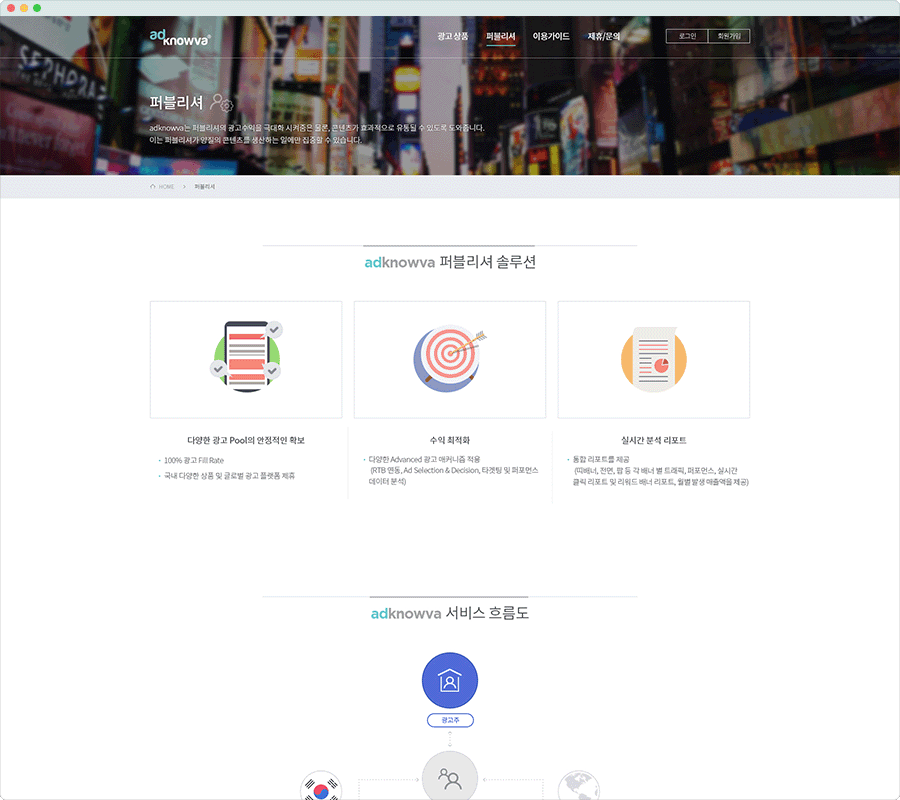 SEPHORA
adknowva
광고상품 퍼블리셔 이용가이드 제휴/문의 로그인 회원가입
퍼블리셔
adknowva는 퍼블리셔의 광고수익을 극대화 시켜줌은 물론, 콘텐츠가 효과적으로 유통될 수 있도록 도와줍니다.
이는 퍼블리셔가 양질의 콘텐츠를 생산하는 일에만 집중할 수 있습니다.
HOME > 퍼블리셔
adknowva 퍼블리셔 솔루션
다양한 광고 Pool의 안정적인 확보
· 100% 광고 Fill Rate
· 국내 다양한 상품 및 글로벌 광고 플랫폼 제휴
수익 최적화
· 다양한 Advanced 광고 매커니즘 적용
(RTB 연동, Ad Selection & Decision, 타겟팅 및 퍼포먼스
데이터 분석)
실시간 분석 리포트
· 통합 리포트를 제공
(띠배너, 전면, 팝 등 각 배너 별 트래픽, 퍼포먼스, 실시간
클릭 리포트 및 리워드 배너 리포트, 월별 발생 매출액을 제공)
adknowva 서비스 흐름도
광고주